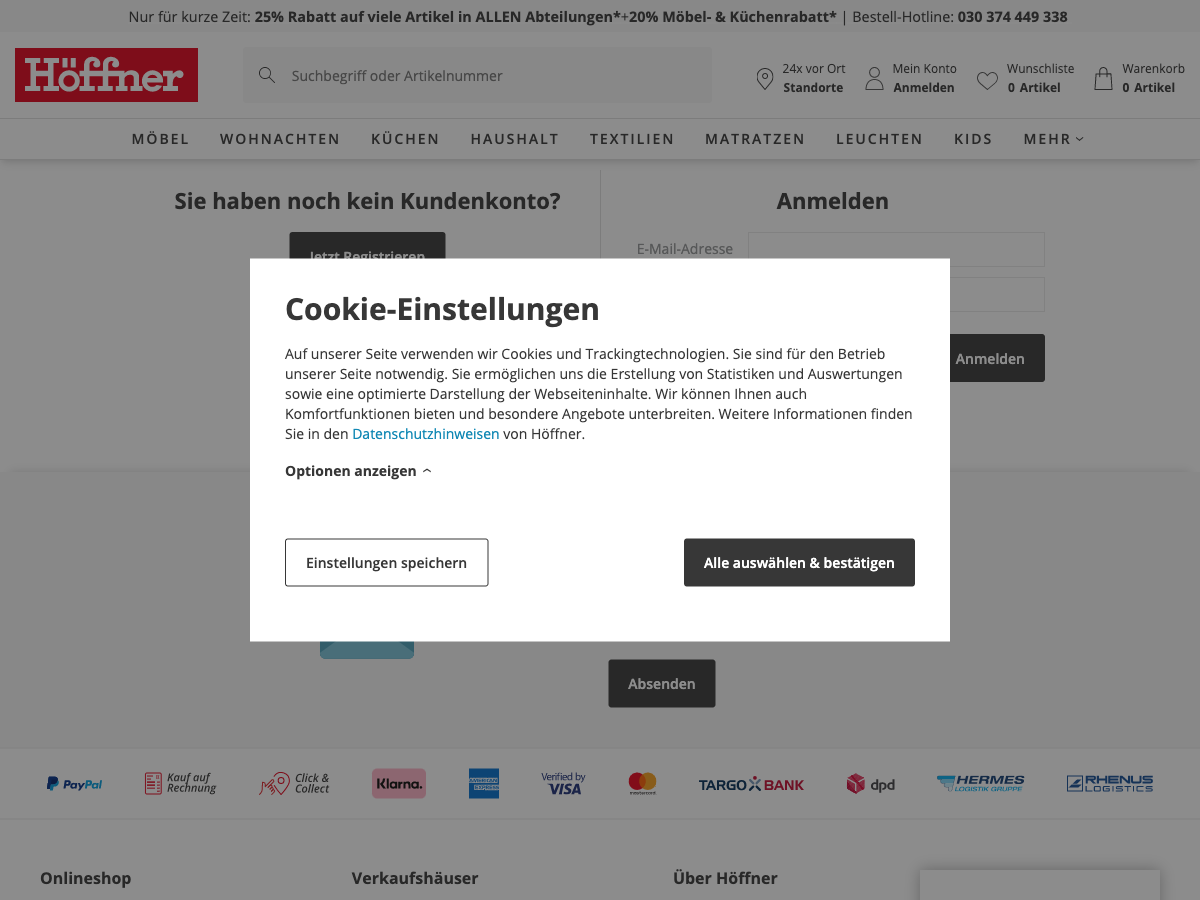 Nur für kurze Zeit: 25% Rabatt auf viele Artikel in ALLEN Abteilungen*+20% Möbel- & Küchenrabatt* | Bestell-Hotline: 030 374 449 338
Höffner
Suchbegriff oder Artikelnummer
24x vor Ort
Standorte
Mein Konto
Anmelden
Wunschliste
0 Artikel
Warenkorb
0 Artikel
MÖBEL WOHNACHTEN KÜCHEN HAUSHALT TEXTILIEN MATRATZEN LEUCHTEN KIDS MEHR
Sie haben noch kein Kundenkonto?
Jetzt Registrieren
Anmelden
E-Mail-Adresse
Anmelden
Cookie-Einstellungen
Auf unserer Seite verwenden wir Cookies und Trackingtechnologien. Sie sind für den Betrieb
unserer Seite notwendig. Sie ermöglichen uns die Erstellung von Statistiken und Auswertungen
sowie eine optimierte Darstellung der Webseiteninhalte. Wir können Ihnen auch
Komfortfunktionen bieten und besondere Angebote unterbreiten. Weitere Informationen finden
Sie in den Datenschutzhinweisen von Höffner.
Optionen anzeigen
Einstellungen speichern
Alle auswählen & bestätigen
Absenden
PayPal
Kauf auf
Rechnung
Click &
Collect
Klarna.
AMERICAN
EXPRESS
Verified by
VISA
mastercard
TARGO BANK
dpd
HERMES
LOGISTIK GRUPPE
RHENUS
LOGISTICS
Onlineshop
Verkaufshäuser
Über Höffner